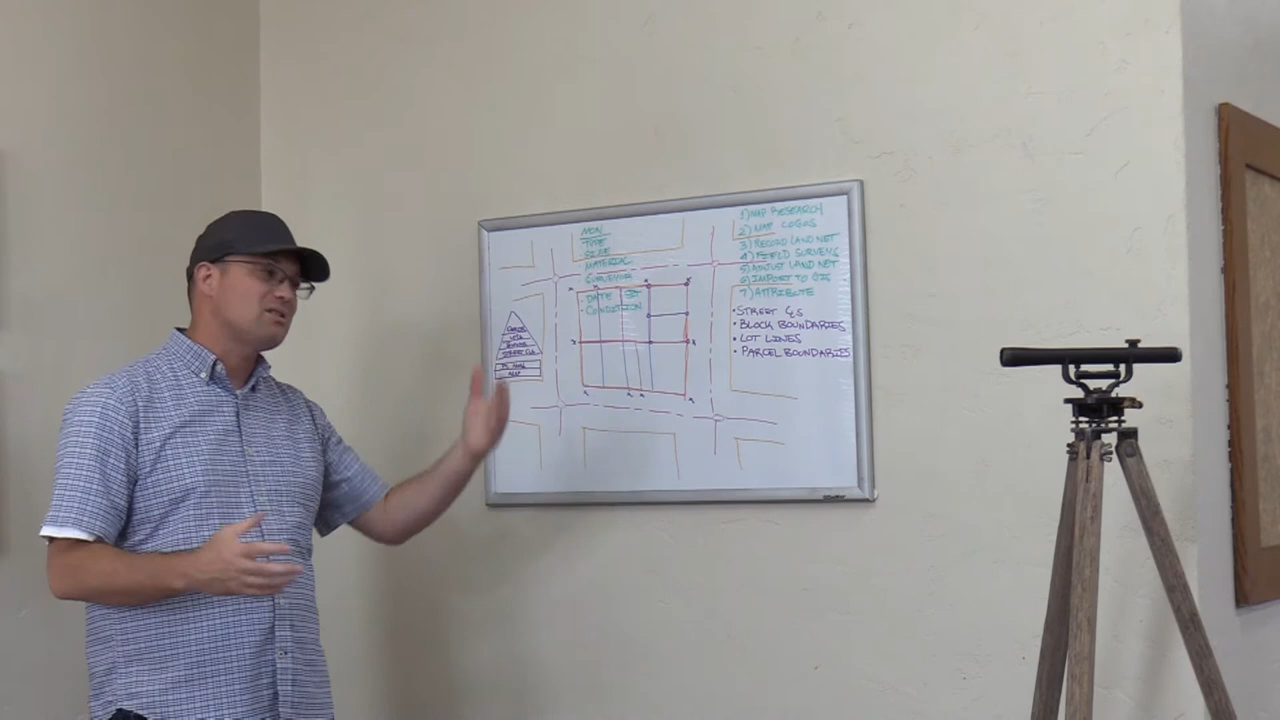 MON
TYPE
SIZE
MATERIAL
SURVEYOR
DATE SET
· CONDITION
1) MAP RESEARCH
2) MAP COGOS
3) RECORD LAND NET
4) FIELD SURVEYS
5) ADJUST LAND NET
6) IMPORT TO GIS
7) ATTRIBUTE
· STREET ℄S
· BLOCK BOUNDARIES
· LOT LINES
· PARCEL BOUNDARIES